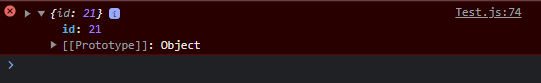 {id: 21} i Test.js:74
id: 21
[[Prototype]]: Object